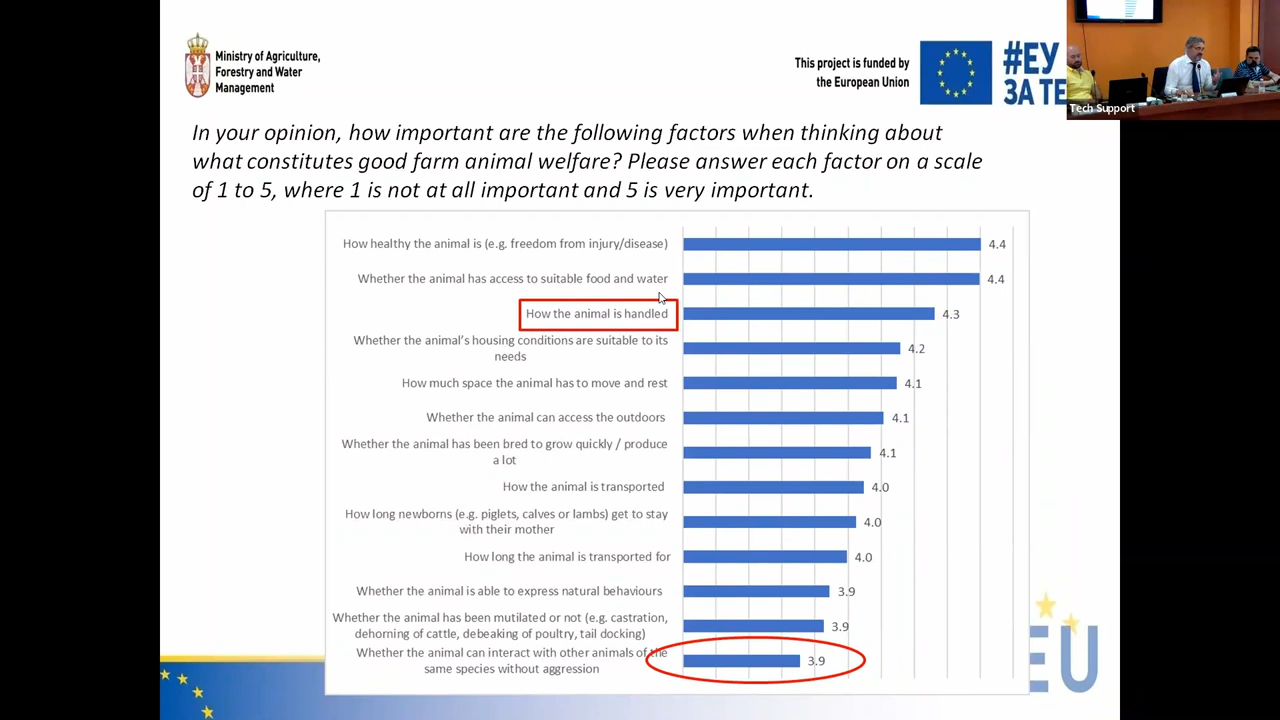 Ministry of Agriculture,
Forestry and Water
Management
This project is funded by
the European Union
#ЕУ
ЗА ТЕ
Tech Support
In your opinion, how important are the following factors when thinking about
what constitutes good farm animal welfare? Please answer each factor on a scale
of 1 to 5, where 1 is not at all important and 5 is very important.
How healthy the animal is (e.g. freedom from injury/disease) 4.4
Whether the animal has access to suitable food and water 4.4
How the animal is handled 4.3
Whether the animal's housing conditions are suitable to its
needs 4.2
How much space the animal has to move and rest 4.1
Whether the animal can access the outdoors 4.1
Whether the animal has been bred to grow quickly / produce
a lot 4.1
How the animal is transported 4.0
How long newborns (e.g. piglets, calves or lambs) get to stay
with their mother 4.0
How long the animal is transported for 4.0
Whether the animal is able to express natural behaviours 3.9
Whether the animal has been mutilated or not (e.g. castration,
dehorning of cattle, debeaking of poultry, tail docking) 3.9
Whether the animal can interact with other animals of the
same species without aggression 3.9
EU